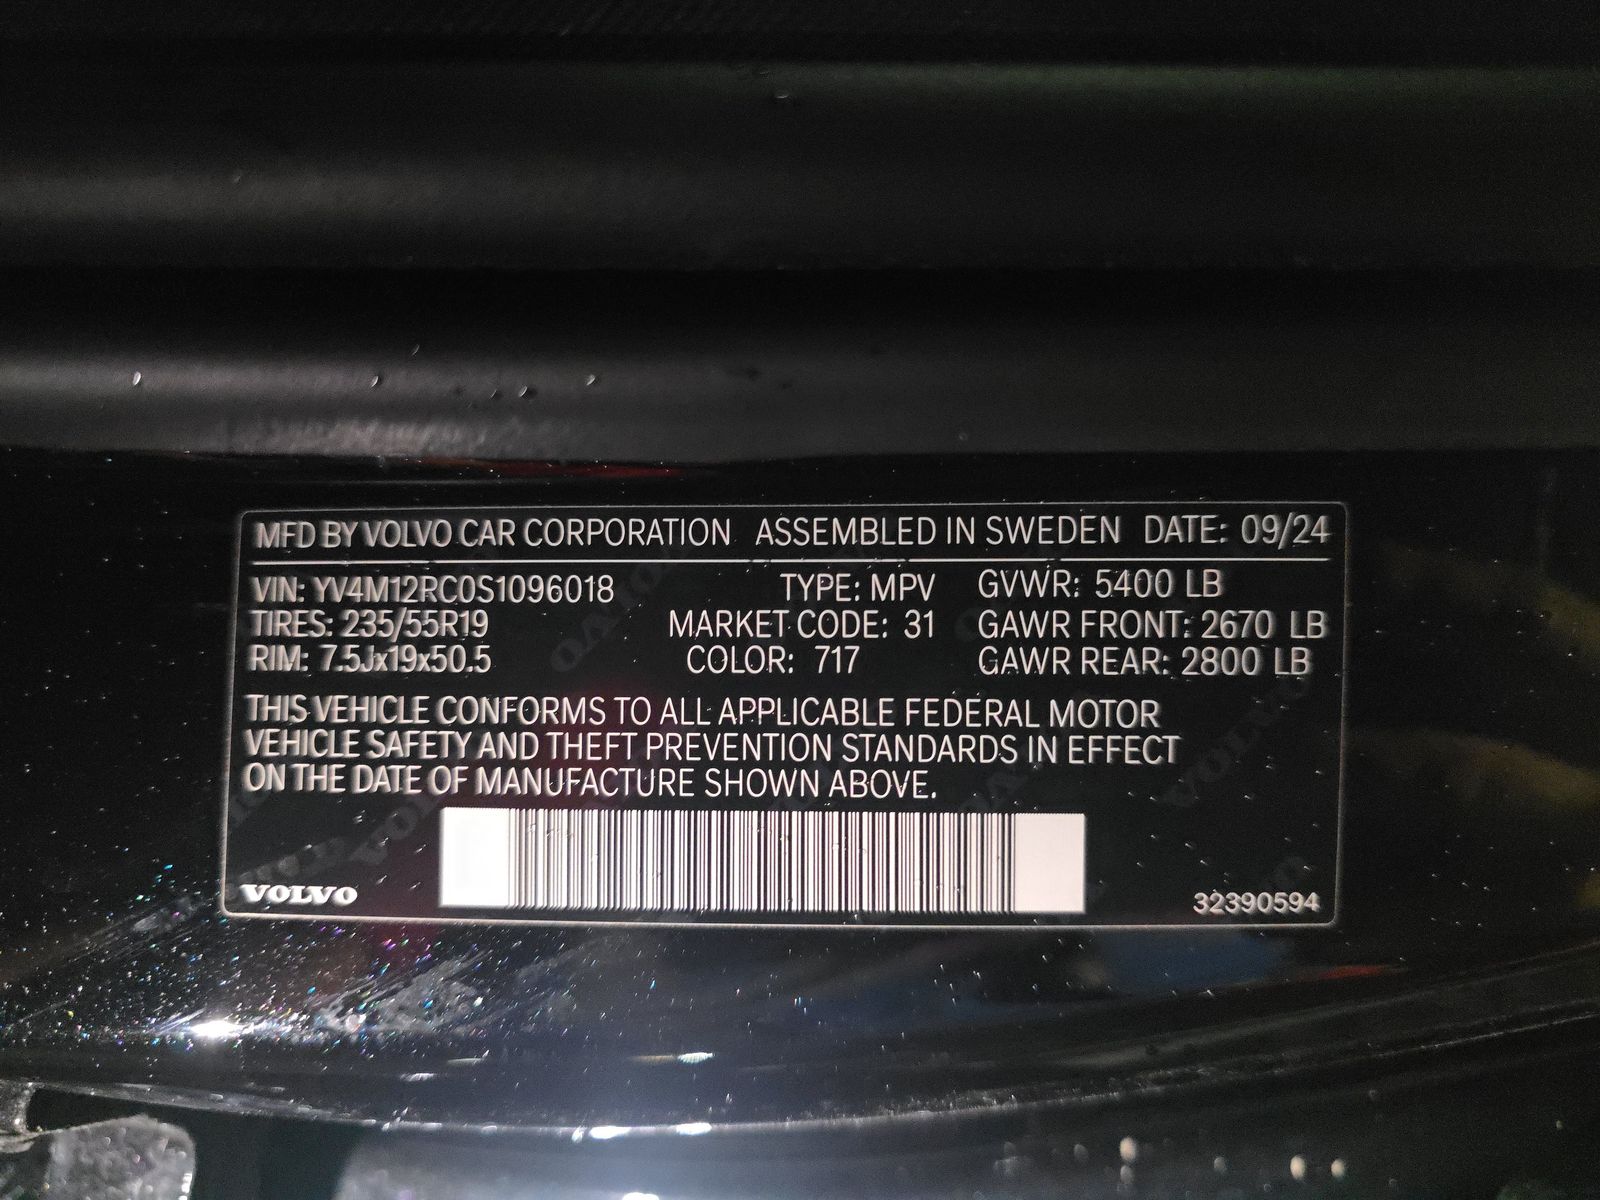 MFD BY VOLVO CAR CORPORATION ASSEMBLED IN SWEDEN DATE: 09/24
VIN: YV4M12RC0S1096018 TYPE: MPV GVWR: 5400 LB
TIRES: 235/55R19 MARKET CODE: 31 GAWR FRONT: 2670 LB
RIM: 7.5Jx19x50.5 COLOR: 717 GAWR REAR: 2800 LB
THIS VEHICLE CONFORMS TO ALL APPLICABLE FEDERAL MOTOR
VEHICLE SAFETY AND THEFT PREVENTION STANDARDS IN EFFECT
ON THE DATE OF MANUFACTURE SHOWN ABOVE.
VOLVO 32390594